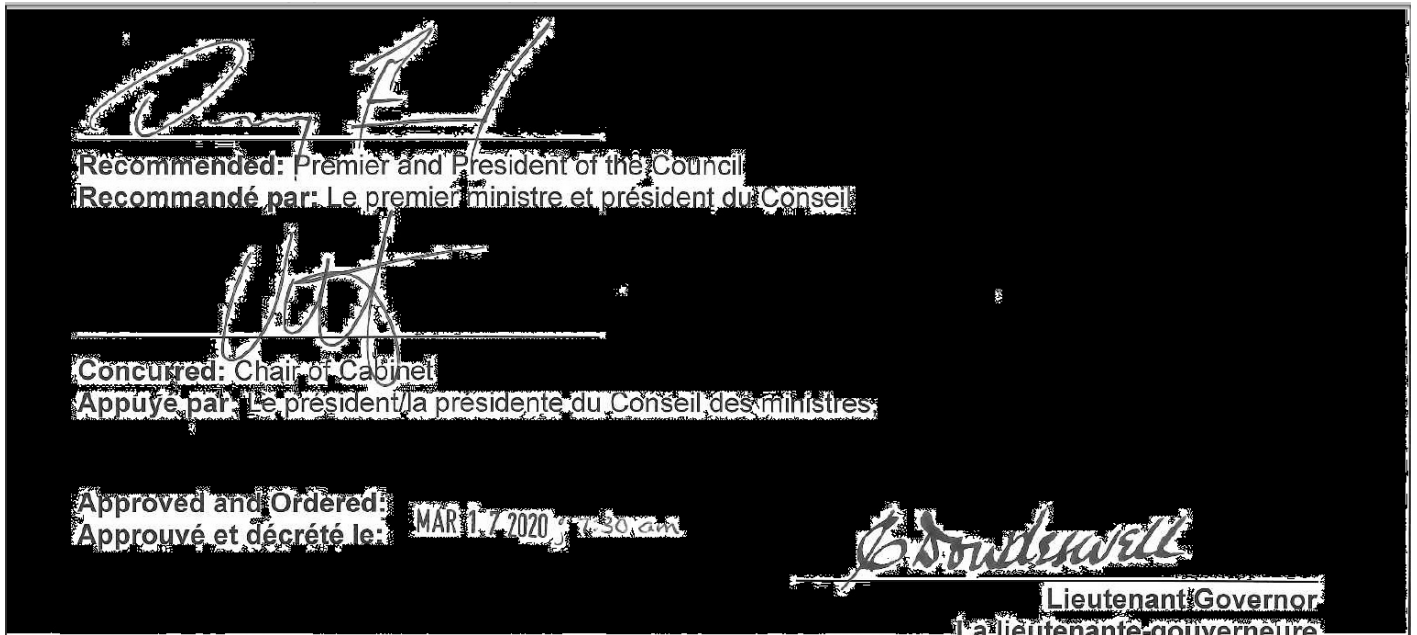 Recommended: Premier and President of the Council
Recommandé par: Le premier ministre et président du Conseil
Concurred: Chair of Cabinet
Appuyé par: Le président/la présidente du Conseil des ministres
Approved and Ordered:
Approuvé et décrété le: MAR 17 2020 7:30 am
E Dowdeswell
Lieutenant Governor
La lieutenante-gouverneure